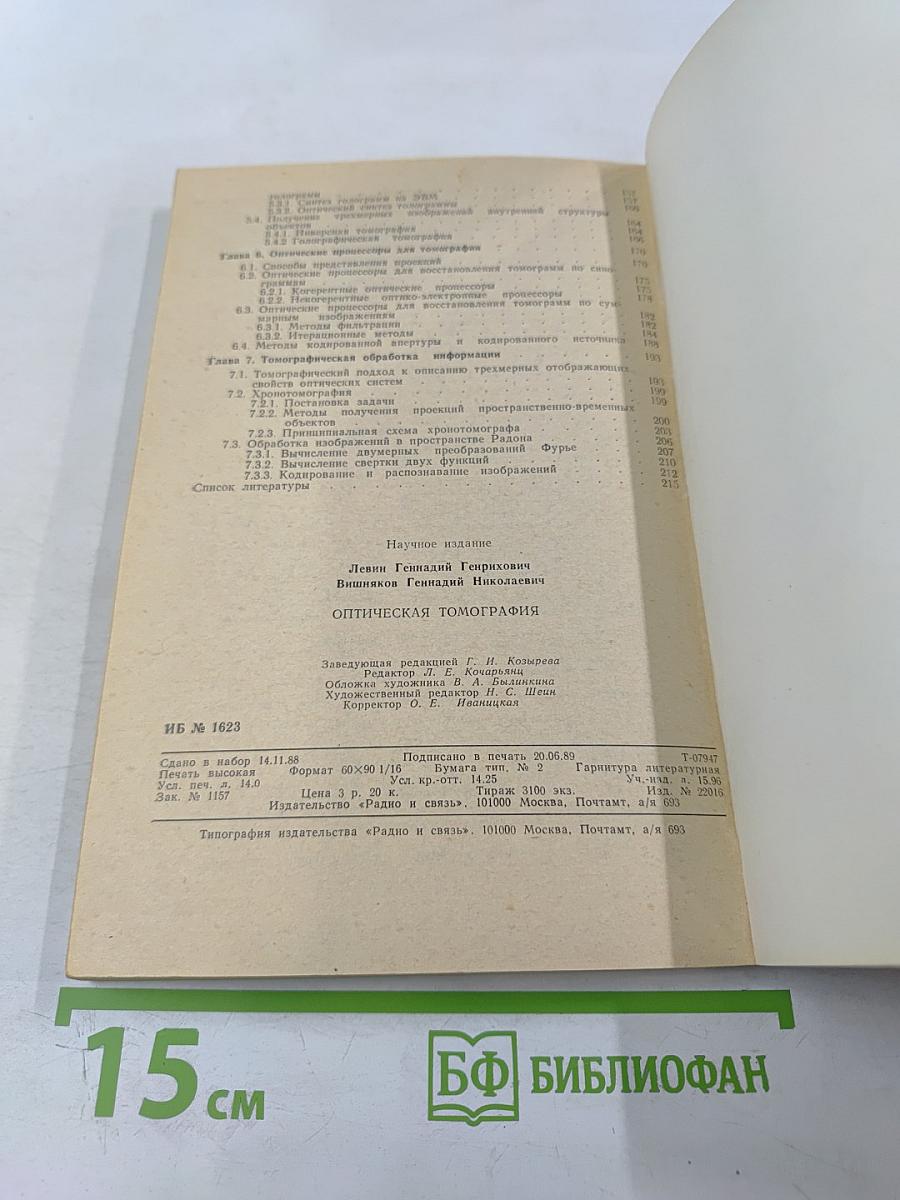 голограмм 157
5.3.1. Синтез голограмм на ЭВМ 157
5.3.2. Оптический синтез голограммы 160
5.4. Получение трехмерных изображений внутренней структуры
объектов 164
5.4.1. Инверсная томография 164
5.4.2 Голографическая томография 166
Глава 6. Оптические процессоры для томографии 170
6.1. Способы представления проекций 170
6.2. Оптические процессоры для восстановления томограмм по сино-
граммам 175
6.2.1. Когерентные оптические процессоры 175
6.2.2. Некогерентные оптико-электронные процессоры 178
6.3. Оптические процессоры для восстановления томограмм по сум-
марным изображениям 182
6.3.1. Методы фильтрации 182
6.3.2. Итерационные методы 184
6.4. Методы кодированной апертуры и кодированного источника 188
Глава 7. Томографическая обработка информации 193
7.1. Томографический подход к описанию трехмерных отображающих
свойств оптических систем 193
7.2. Хронотомография 199
7.2.1. Постановка задачи 199
7.2.2. Методы получения проекций пространственно-временных
объектов 200
7.2.3. Принципиальная схема хронотомографа 203
7.3. Обработка изображений в пространстве Радона 206
7.3.1. Вычисление двумерных преобразований Фурье 207
7.3.2. Вычисление свертки двух функций 210
7.3.3. Кодирование и распознавание изображений 212
Список литературы 215
Научное издание
Левин Геннадий Генрихович
Вишняков Геннадий Николаевич
ОПТИЧЕСКАЯ ТОМОГРАФИЯ
Заведующая редакцией Г. И. Козырева
Редактор Л. Е. Кочарьянц
Обложка художника В. А. Былинкина
Художественный редактор Н. С. Шеин
Корректор О. Е. Иваницкая
ИБ № 1623
Сдано в набор 14.11.88 Подписано в печать 20.06.89 Т-07947
Печать высокая Формат 60×90 1/16 Бумага тип. № 2 Гарнитура литературная
Усл. печ. л. 14.0 Усл. кр.-отт. 14.25 Уч.-изд. л. 15.96
Зак. № 1157 Цена 3 р. 20 к. Тираж 3100 экз. Изд. № 22016
Издательство «Радио и связь». 101000 Москва, Почтамт, а/я 693
Типография издательства «Радио и связь». 101000 Москва, Почтамт, а/я 693
15 см
БФ БИБЛИОФАН